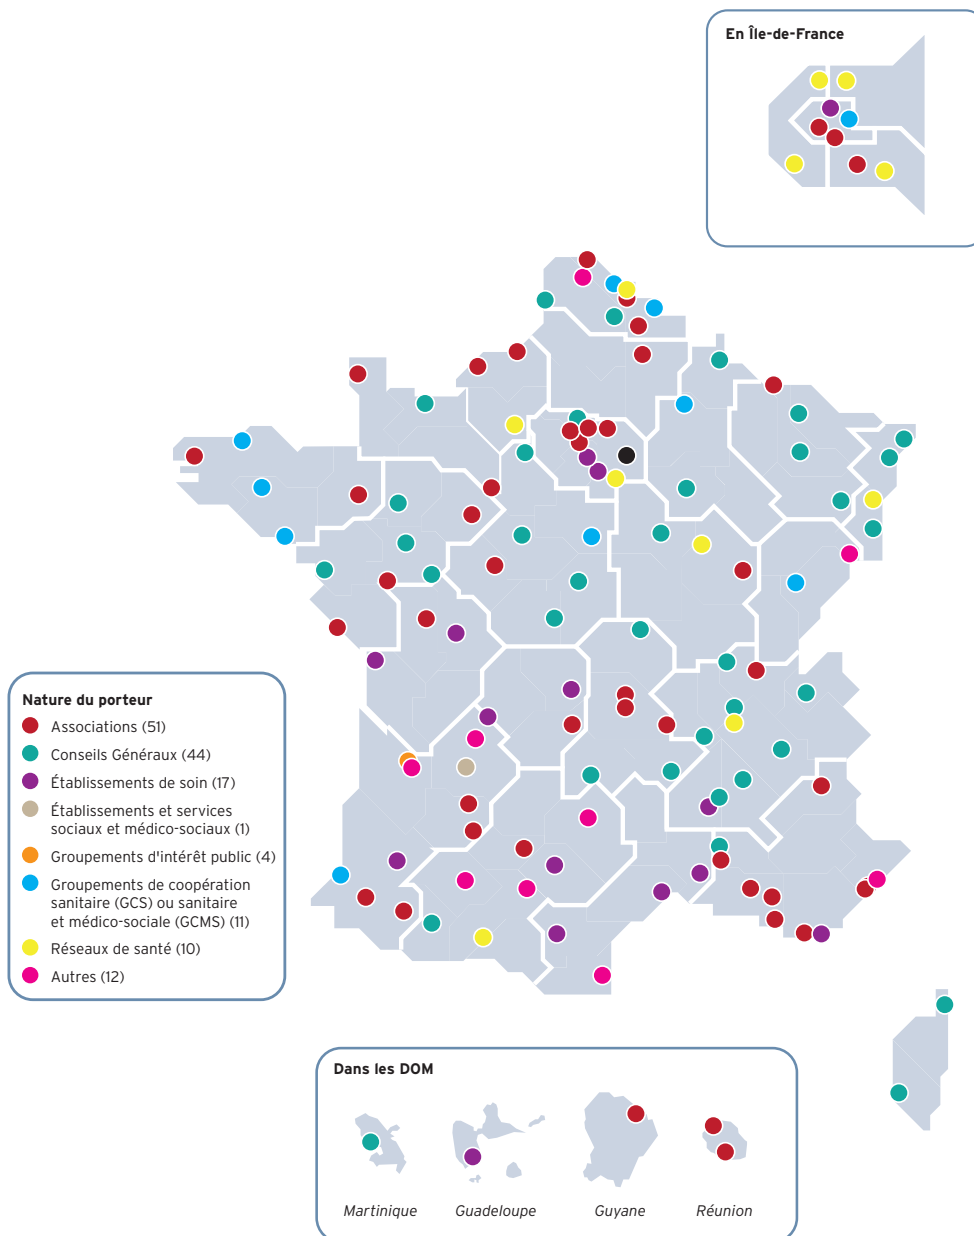 En Île-de-France
Nature du porteur
Associations (51)
Conseils Généraux (44)
Établissements de soin (17)
Établissements et services
sociaux et médico-sociaux (1)
Groupements d'intérêt public (4)
Groupements de coopération
sanitaire (GCS) ou sanitaire
et médico-sociale (GCMS) (11)
Réseaux de santé (10)
Autres (12)
Dans les DOM
Martinique
Guadeloupe
Guyane
Réunion